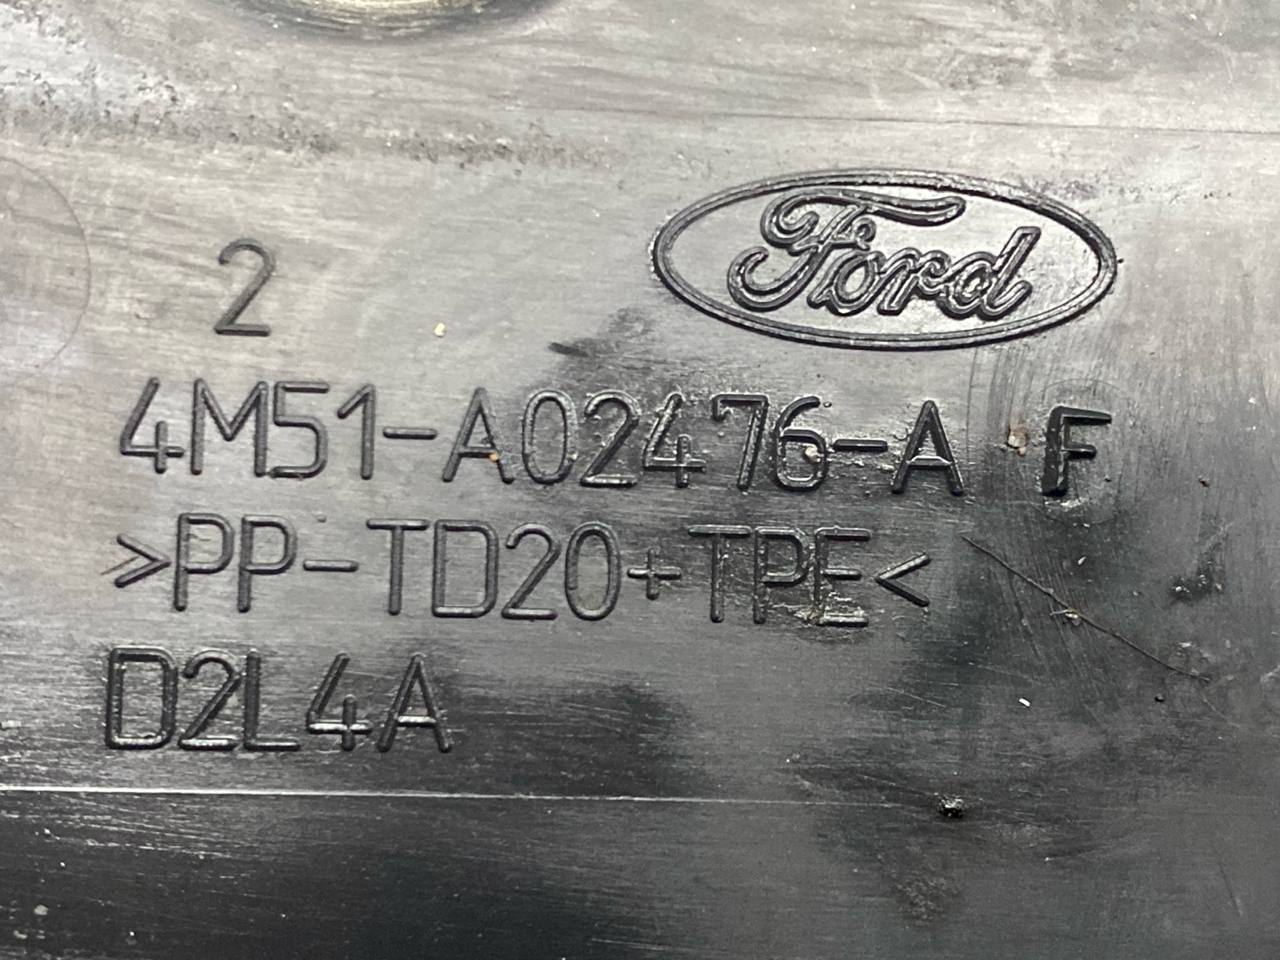 Ford
2
4M51-A02476-A F
>PP-TD20+TPE<
D2L4A